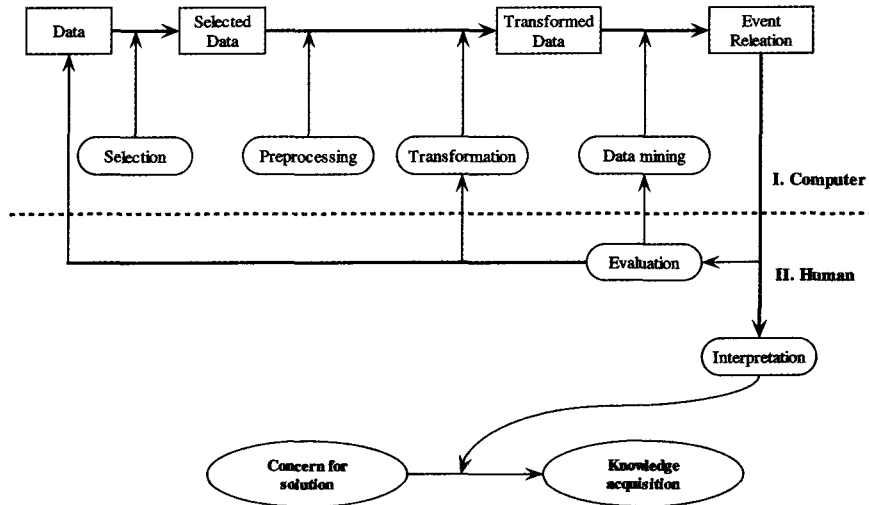 Data
Selected
Data
Transformed
Data
Event
Releation
Selection
Preprocessing
Transformation
Data mining
I. Computer
Evaluation
II. Human
Interpretation
Concern for
solution
Knowledge
acquisition